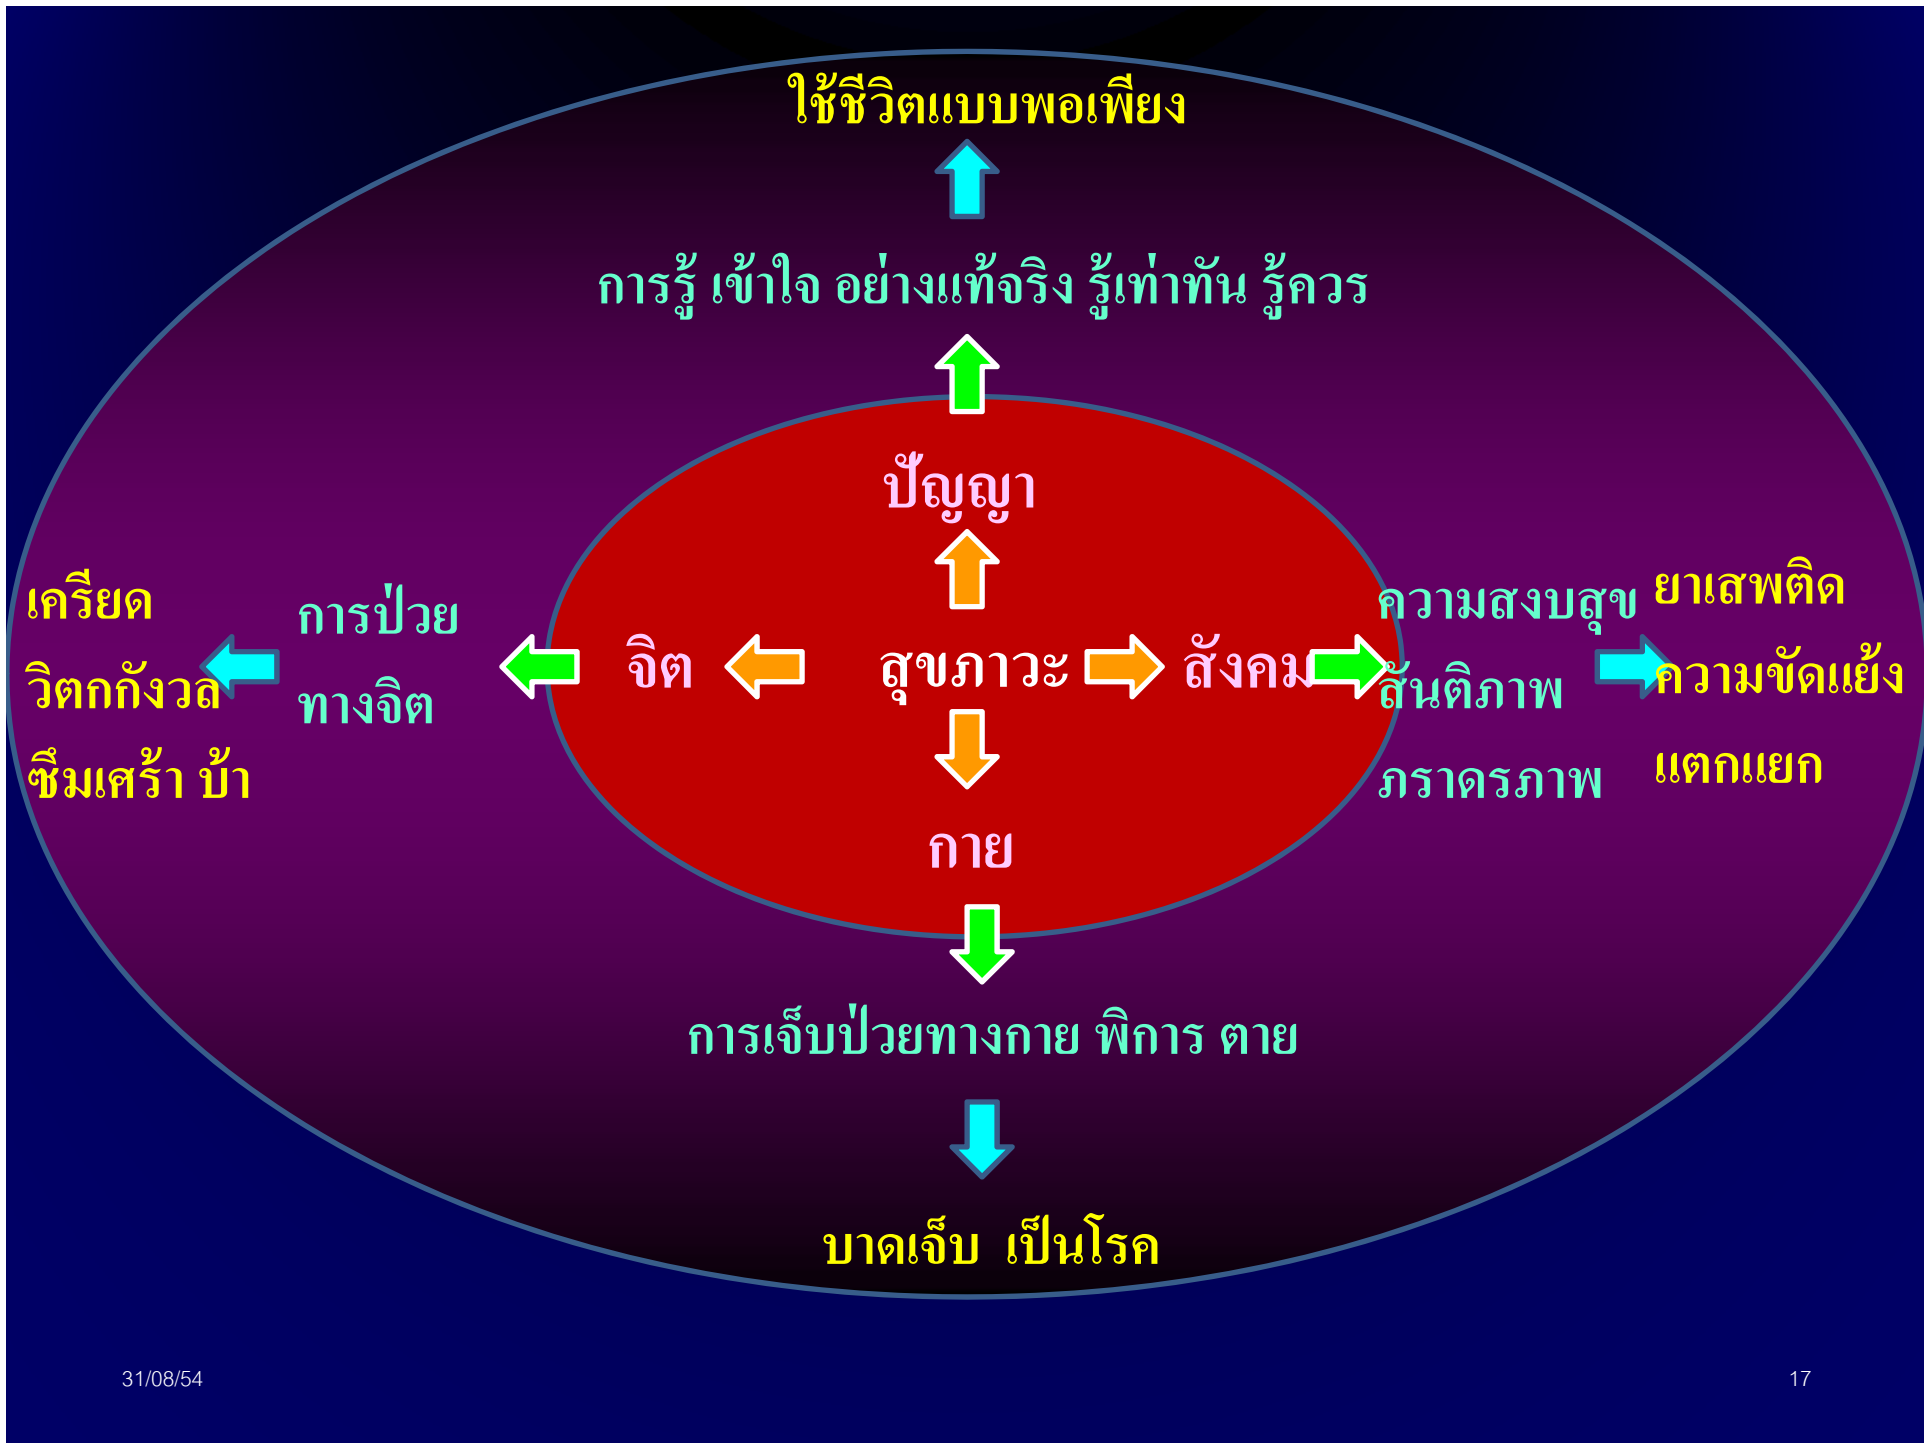 ใช้ชีวิตแบบพอเพียง
การรู้ เข้าใจ อย่างแท้จริง รู้เท่าทัน รู้ควร
ปัญญา
เครียด
วิตกกังวล
ซึมเศร้า บ้า
การป่วย
ทางจิต
จิต
สุขภาวะ
สังคม
ความสงบสุข
สันติภาพ
ภราดรภาพ
ยาเสพติด
ความขัดแย้ง
แตกแยก
กาย
การเจ็บป่วยทางกาย พิการ ตาย
บาดเจ็บ เป็นโรค
31/08/54
17